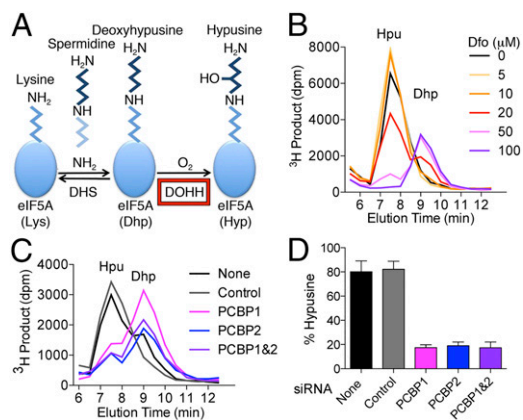 A
Deoxyhypusine
Hypusine
Spermidine
H2N
H2N
H2N
Lysine
HO
NH2
NH
NH
NH
NH2
O2
DHS
DOHH
eIF5A
(Lys)
eIF5A
(Dhp)
eIF5A
(Hyp)
B
Hpu
Dhp
Dfo (μM)
0
5
10
20
50
100
8000
6000
4000
2000
0
3H Product (dpm)
6 7 8 9 10 11 12
Elution Time (min)
C
Hpu
Dhp
None
Control
PCBP1
PCBP2
PCBP1&2
4000
3000
2000
1000
0
3H Product (dpm)
6 7 8 9 10 11 12
Elution Time (min)
D
100
80
60
40
20
0
% Hypusine
siRNA
None
Control
PCBP1
PCBP2
PCBP1&2